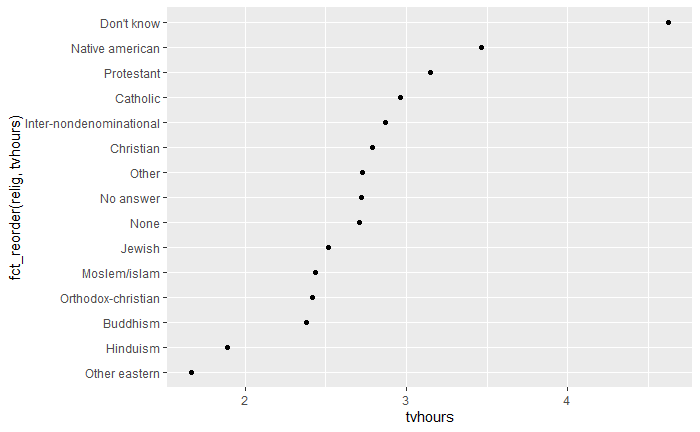 Don't know
Native american
Protestant
Catholic
Inter-nondenominational
Christian
Other
No answer
None
Jewish
Moslem/islam
Orthodox-christian
Buddhism
Hinduism
Other eastern
fct_reorder(relig, tvhours)
2 3 4
tvhours